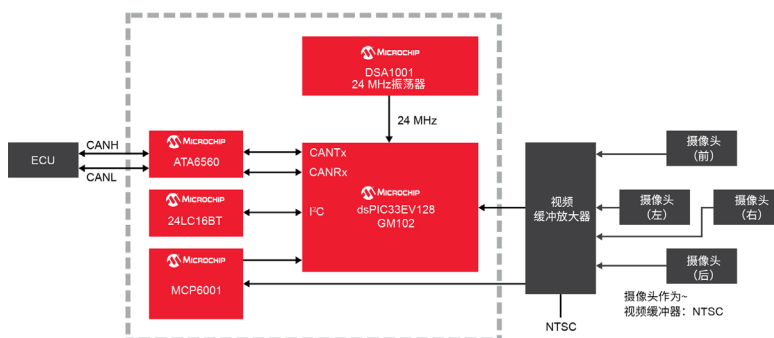 MICROCHIP
DSA1001
24 MHz振荡器
24 MHz
ECU
CANH
CANL
MICROCHIP
ATA6560
CANTx
CANRx
MICROCHIP
24LC16BT
I²C
MICROCHIP
dsPIC33EV128
GM102
MICROCHIP
MCP6001
视频
缓冲放大器
摄像头
（前）
摄像头
（左）
摄像头
（右）
摄像头
（后）
摄像头作为~
视频缓冲器：NTSC
NTSC